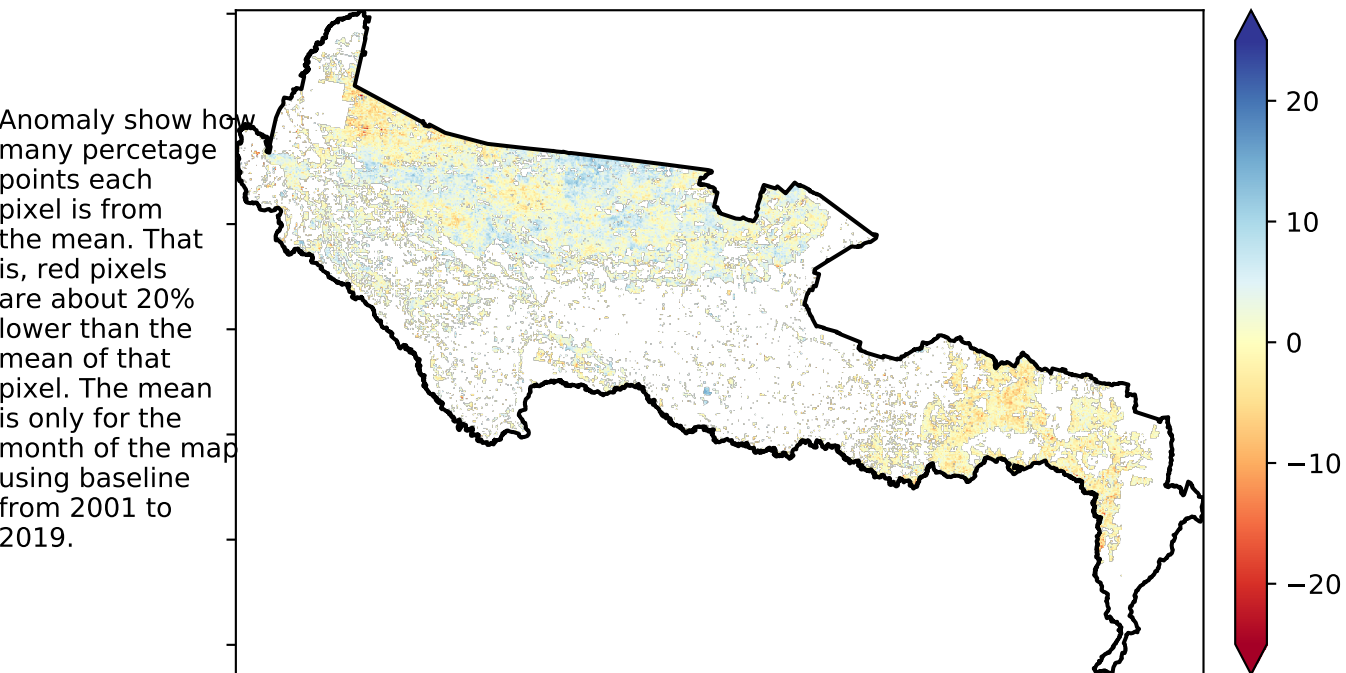 Anomaly show how
many percetage
points each
pixel is from
the mean. That
is, red pixels
are about 20%
lower than the
mean of that
pixel. The mean
is only for the
month of the map
using baseline
from 2001 to
2019.
20
10
0
−10
−20